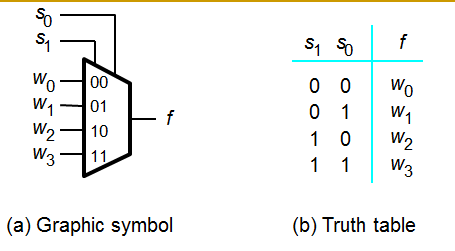 s0
s1
w0 00
w1 01
w2 10
w3 11
f
(a) Graphic symbol
s1 s0 f
0 0 w0
0 1 w1
1 0 w2
1 1 w3
(b) Truth table